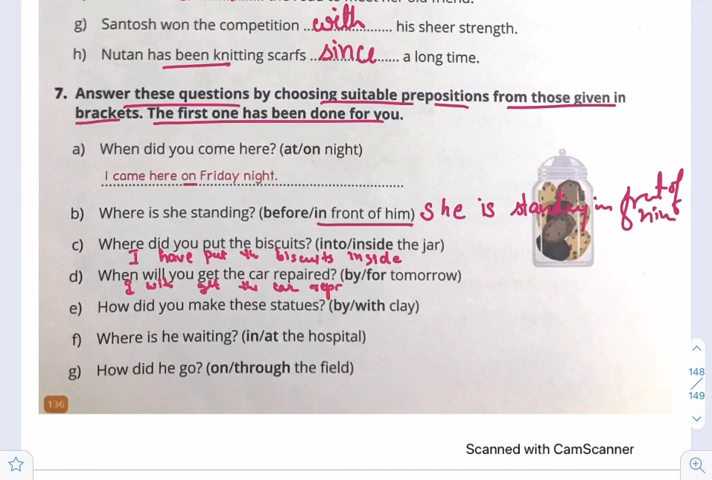 g) Santosh won the competition ..with.......... his sheer strength.
h) Nutan has been knitting scarfs ..since...... a long time.
7. Answer these questions by choosing suitable prepositions from those given in
brackets. The first one has been done for you.
a) When did you come here? (at/on night)
I came here on Friday night.
b) Where is she standing? (before/in front of him) She is standing in front of him
c) Where did you put the biscuits? (into/inside the jar)
I have put the biscuits inside
d) When will you get the car repaired? (by/for tomorrow)
I will get the car repr
e) How did you make these statues? (by/with clay)
f) Where is he waiting? (in/at the hospital)
g) How did he go? (on/through the field)
136
148
149
Scanned with CamScanner